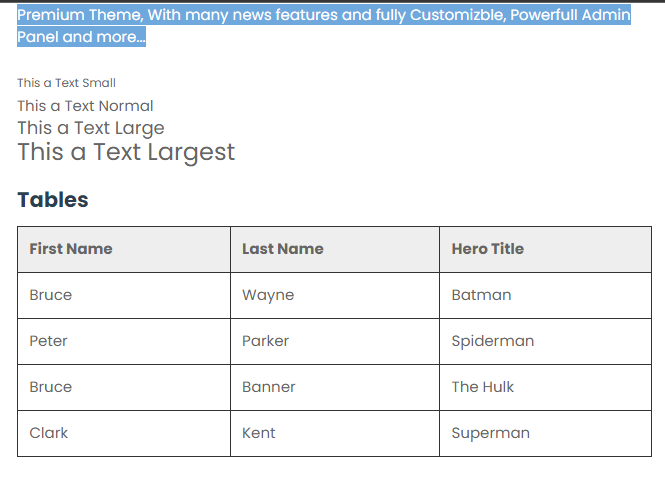 Premium Theme, With many news features and fully Customizble, Powerfull Admin
Panel and more...
This a Text Small
This a Text Normal
This a Text Large
This a Text Largest
Tables
First Name Last Name Hero Title
Bruce Wayne Batman
Peter Parker Spiderman
Bruce Banner The Hulk
Clark Kent Superman